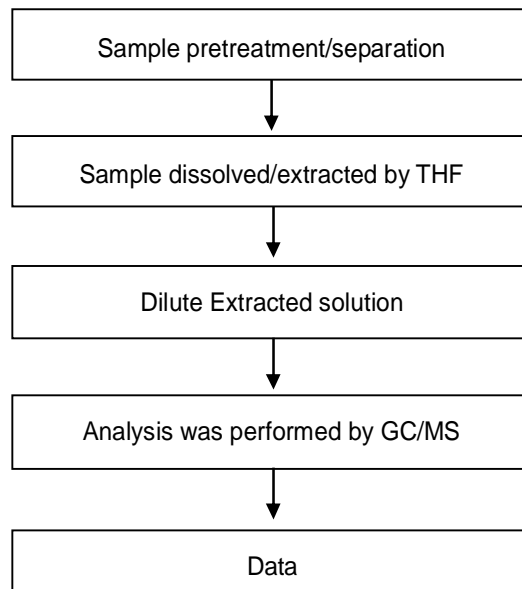 Sample pretreatment/separation
Sample dissolved/extracted by THF
Dilute Extracted solution
Analysis was performed by GC/MS
Data